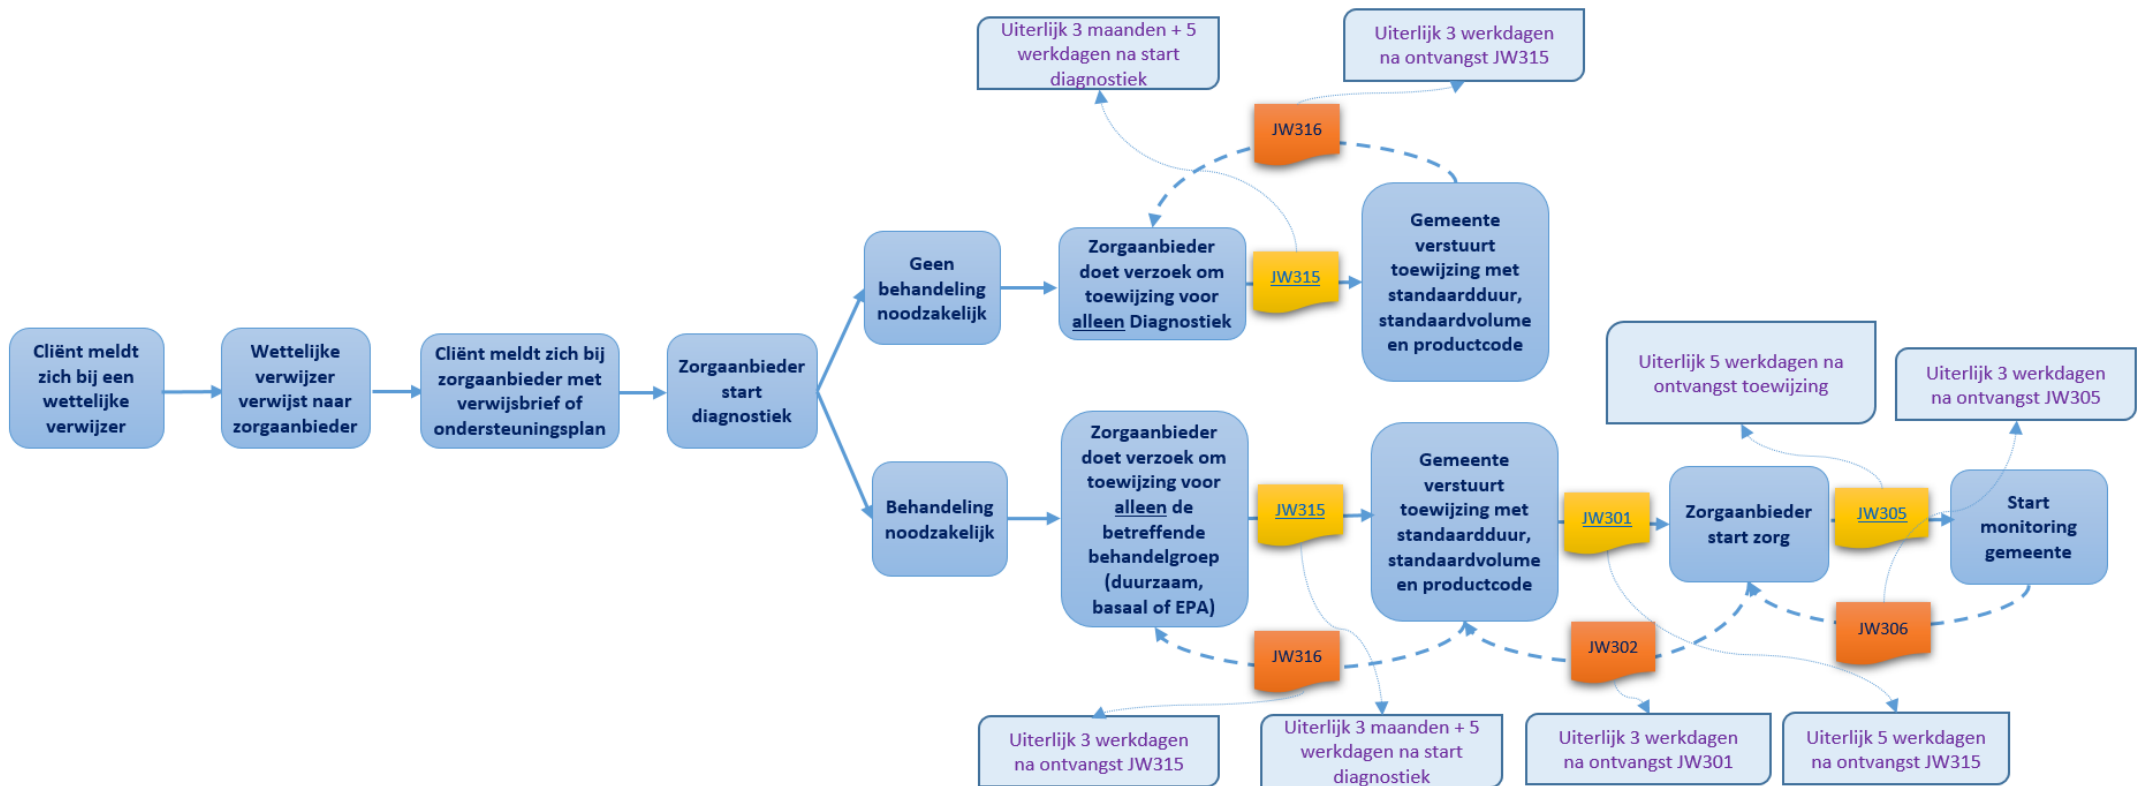 Uiterlijk 3 maanden + 5
werkdagen na start
diagnostiek
Uiterlijk 3 werkdagen
na ontvangst JW315
JW316
Zorgaanbieder
doet verzoek om
toewijzing voor
alleen Diagnostiek
JW315
Gemeente
verstuurt
toewijzing met
standaardduur,
standaardvolume
en productcode
Geen
behandeling
noodzakelijk
Cliënt meldt
zich bij een
wettelijke
verwijzer
Wettelijke
verwijzer
verwijst naar
zorgaanbieder
Cliënt meldt zich bij
zorgaanbieder met
verwijsbrief of
ondersteuningsplan
Zorgaanbieder
start
diagnostiek
Behandeling
noodzakelijk
Zorgaanbieder
doet verzoek om
toewijzing voor
alleen de
betreffende
behandelgroep
(duurzaam,
basaal of EPA)
JW315
Gemeente
verstuurt
toewijzing met
standaardduur,
standaardvolume
en productcode
JW301
Zorgaanbieder
start zorg
JW305
Start
monitoring
gemeente
Uiterlijk 5 werkdagen na
ontvangst toewijzing
Uiterlijk 3 werkdagen
na ontvangst JW305
JW316
JW302
JW306
Uiterlijk 3 werkdagen
na ontvangst JW315
Uiterlijk 3 maanden + 5
werkdagen na start
diagnostiek
Uiterlijk 3 werkdagen
na ontvangst JW301
Uiterlijk 5 werkdagen
na ontvangst JW315